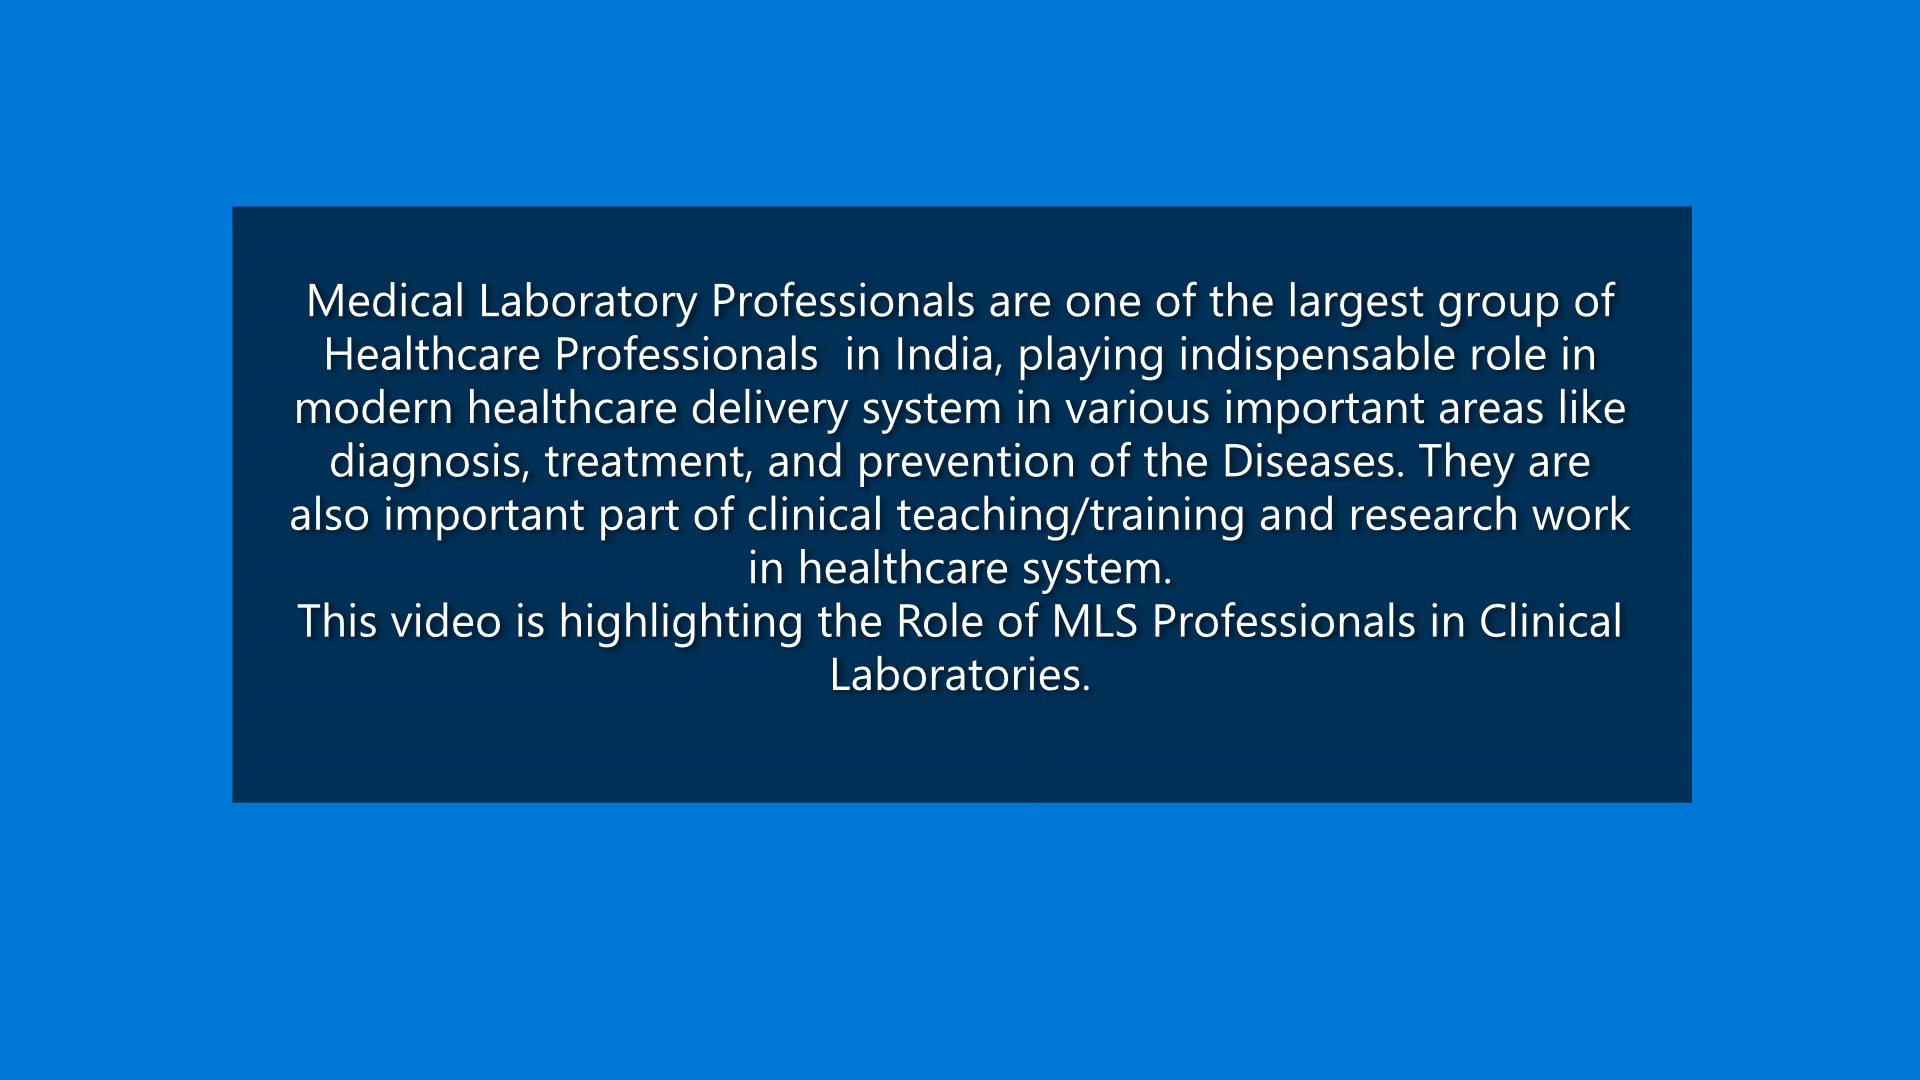 Medical Laboratory Professionals are one of the largest group of
Healthcare Professionals  in India, playing indispensable role in
modern healthcare delivery system in various important areas like
diagnosis, treatment, and prevention of the Diseases. They are
also important part of clinical teaching/training and research work
in healthcare system.
This video is highlighting the Role of MLS Professionals in Clinical
Laboratories.